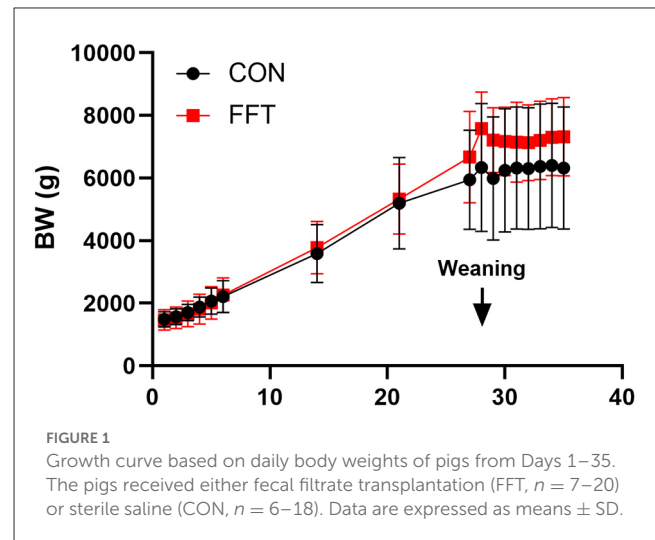 10000
8000
6000
4000
2000
0
BW (g)
CON
FFT
Weaning
0 10 20 30 40
FIGURE 1
Growth curve based on daily body weights of pigs from Days 1–35.
The pigs received either fecal filtrate transplantation (FFT, n = 7–20)
or sterile saline (CON, n = 6–18). Data are expressed as means ± SD.